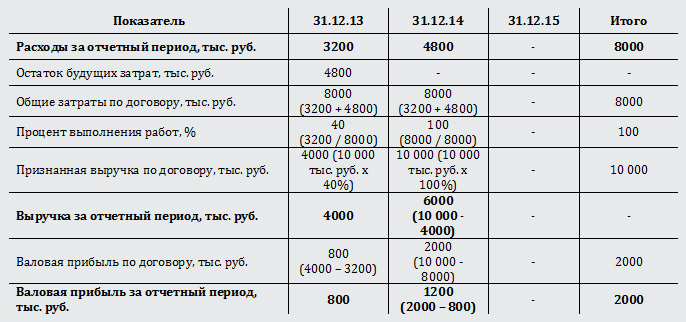 Показатель 31.12.13 31.12.14 31.12.15 Итого
Расходы за отчетный период, тыс. руб. 3200 4800 - 8000
Остаток будущих затрат, тыс. руб. 4800 - - -
Общие затраты по договору, тыс. руб. 8000 (3200 + 4800) 8000 (3200 + 4800) - 8000
Процент выполнения работ, % 40 (3200 / 8000) 100 (8000 / 8000) - 100
Признанная выручка по договору, тыс. руб. 4000 (10 000 тыс. руб. х 40%) 10 000 (10 000 тыс. руб. х 100%) - 10 000
Выручка за отчетный период, тыс. руб. 4000 6000 (10 000 - 4000) - -
Валовая прибыль по договору, тыс. руб. 800 (4000 – 3200) 2000 (10 000 - 8000) - 2000
Валовая прибыль за отчетный период, тыс. руб. 800 1200 (2000 – 800) - 2000